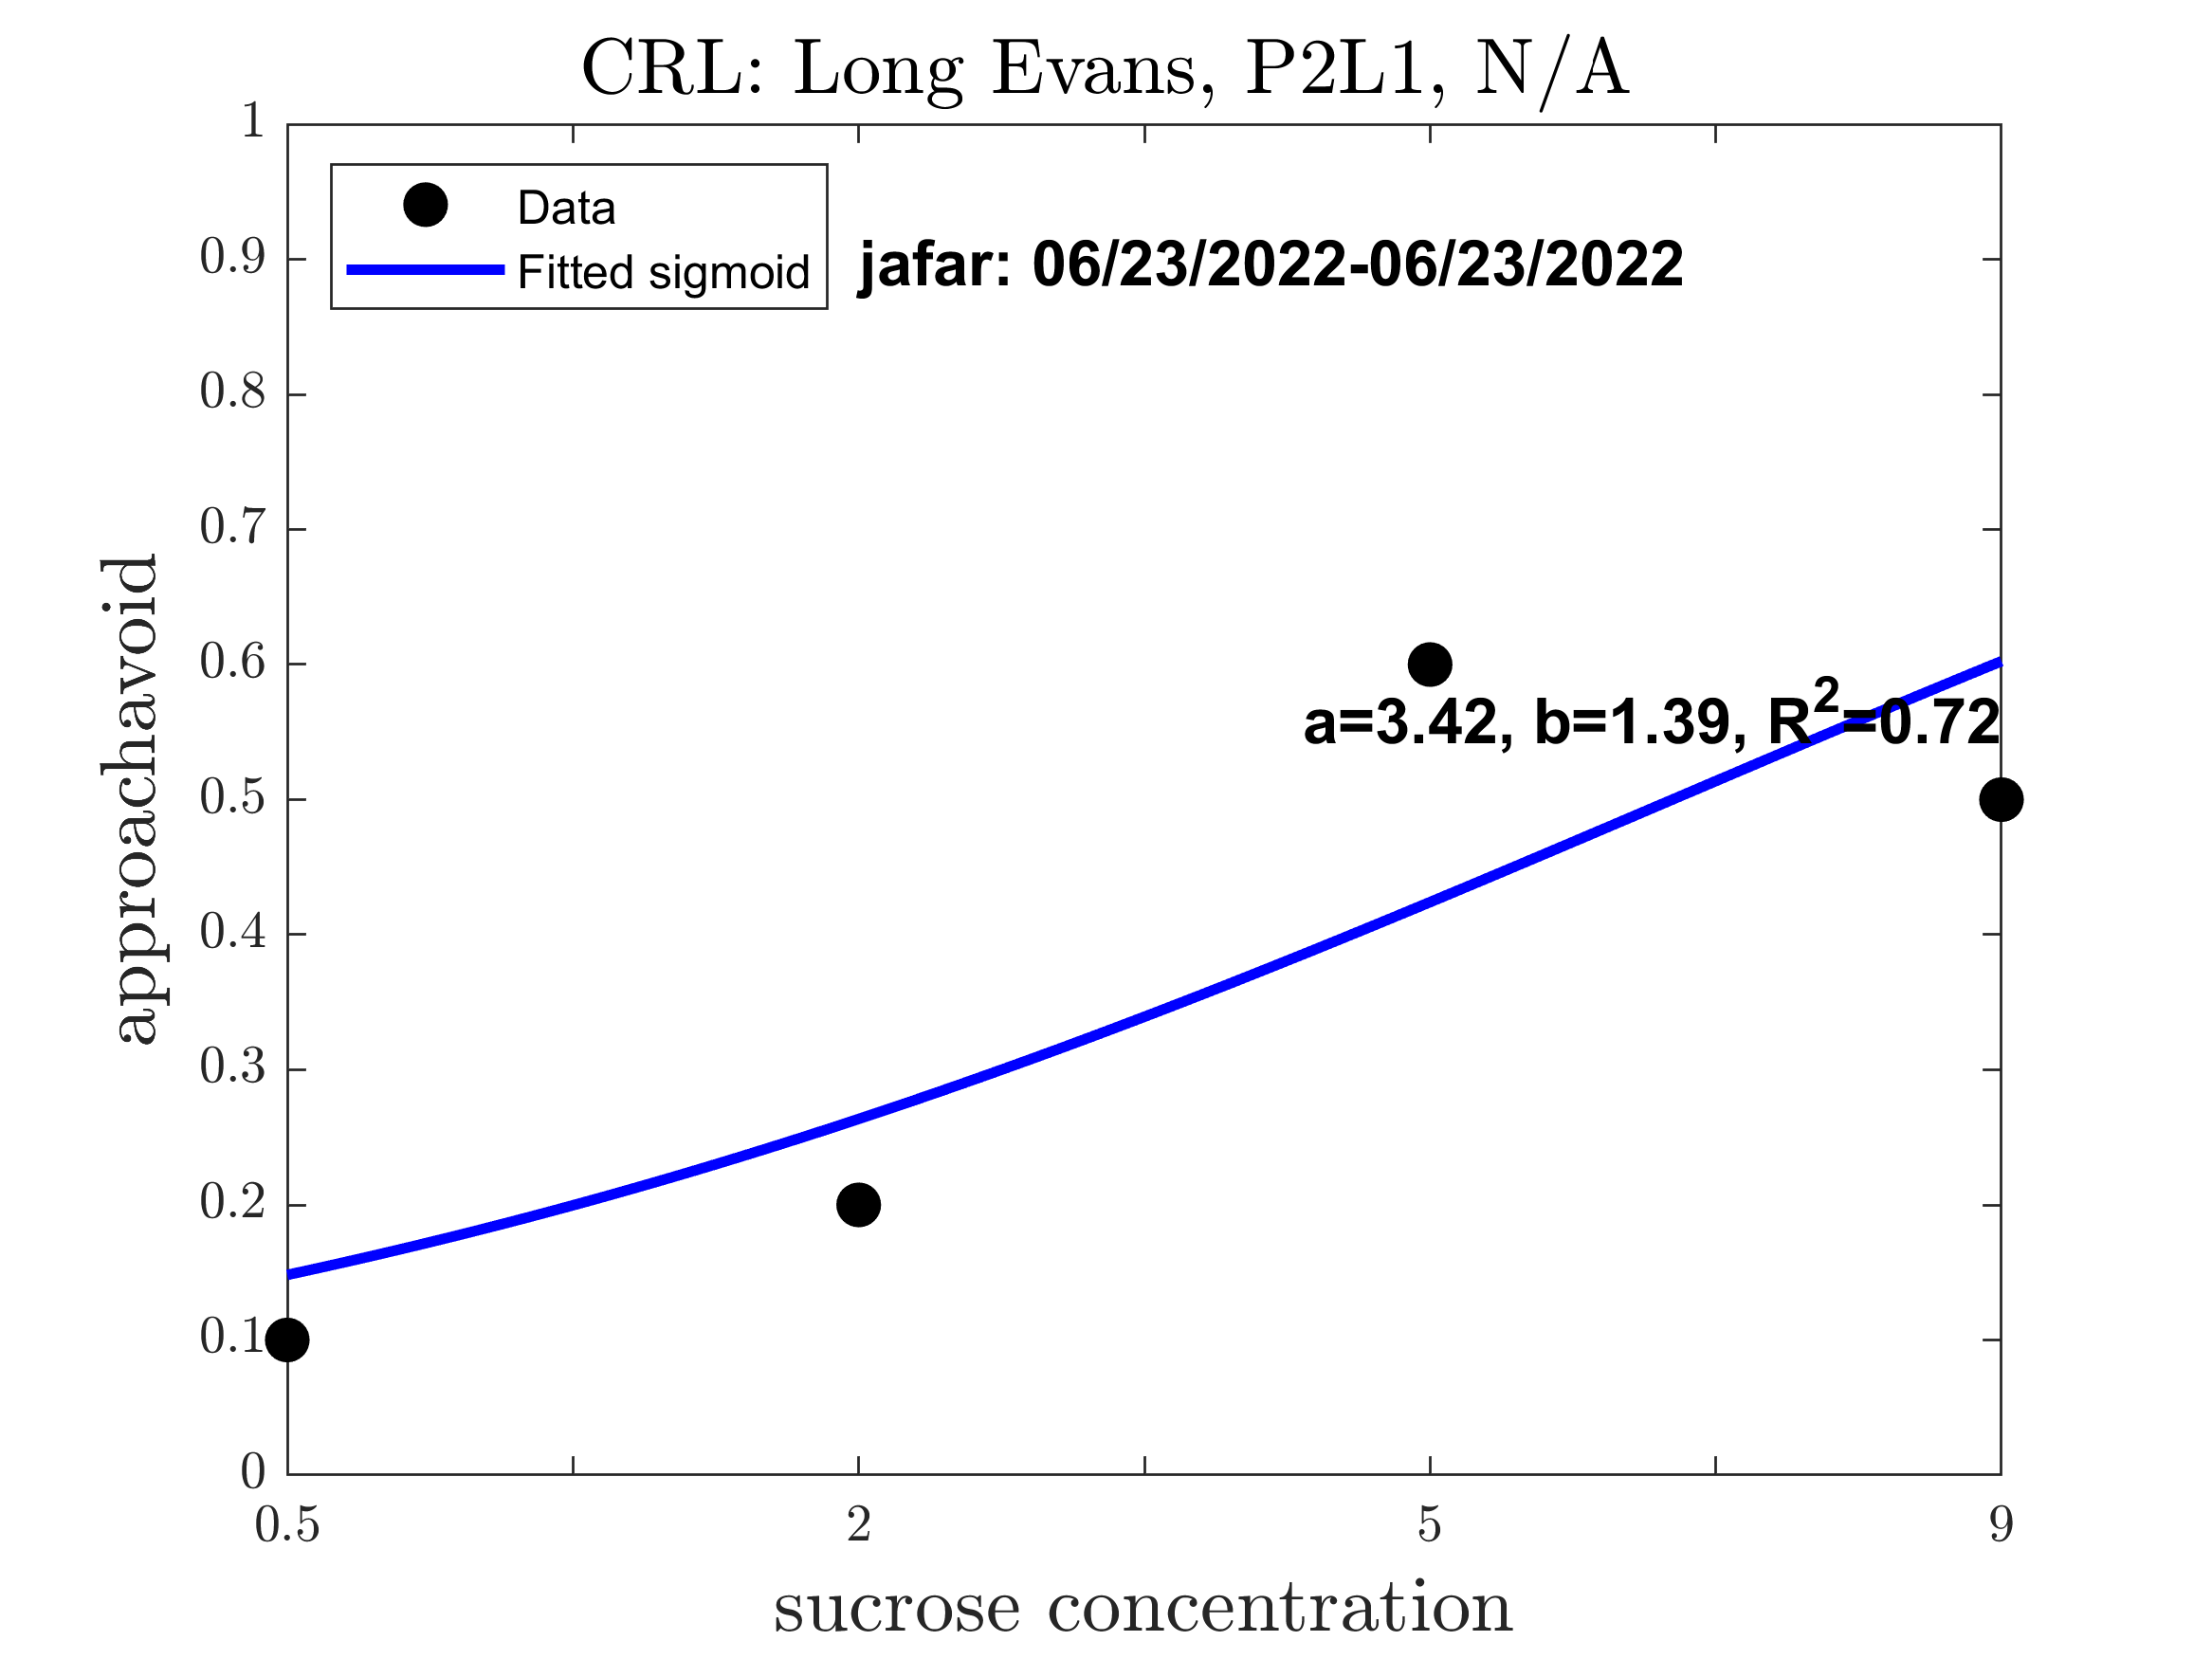 CRL: Long Evans, P2L1, N/A
1
Data
Fitted sigmoid
jafar: 06/23/2022-06/23/2022
0.9
0.8
0.7
0.6
a=3.42, b=1.39, R²=0.72
0.5
0.4
0.3
0.2
0.1
0
approachavoid
0.5 2 5 9
sucrose concentration